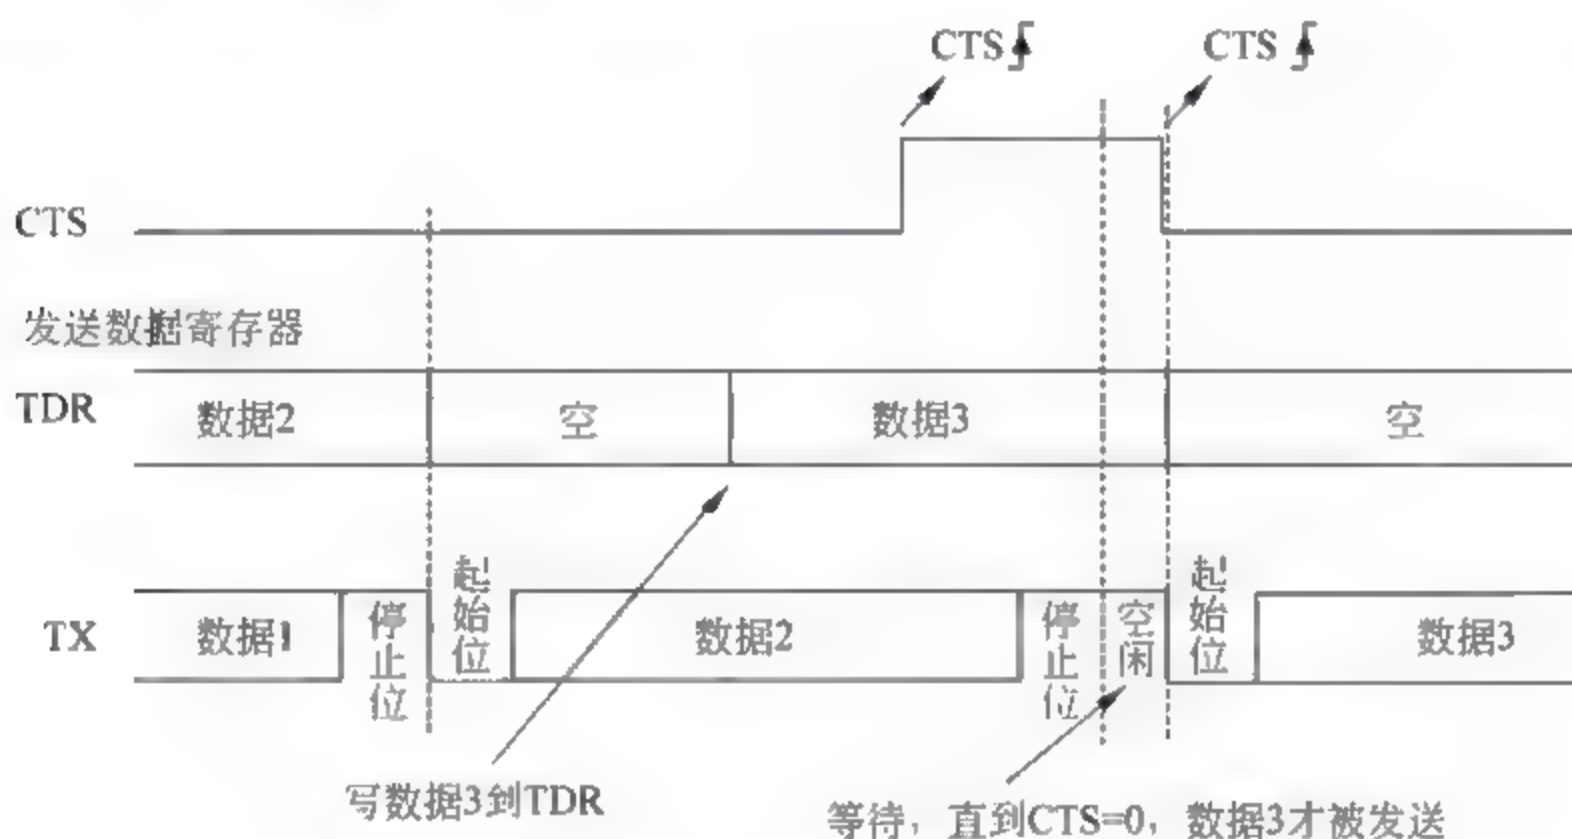 CTS CTS
CTS
发送数据寄存器
TDR 数据2 空 数据3 空
TX 数据1 停止位 起始位 数据2 停止位 空闲 起始位 数据3
写数据3到TDR
等待，直到CTS=0，数据3才被发送